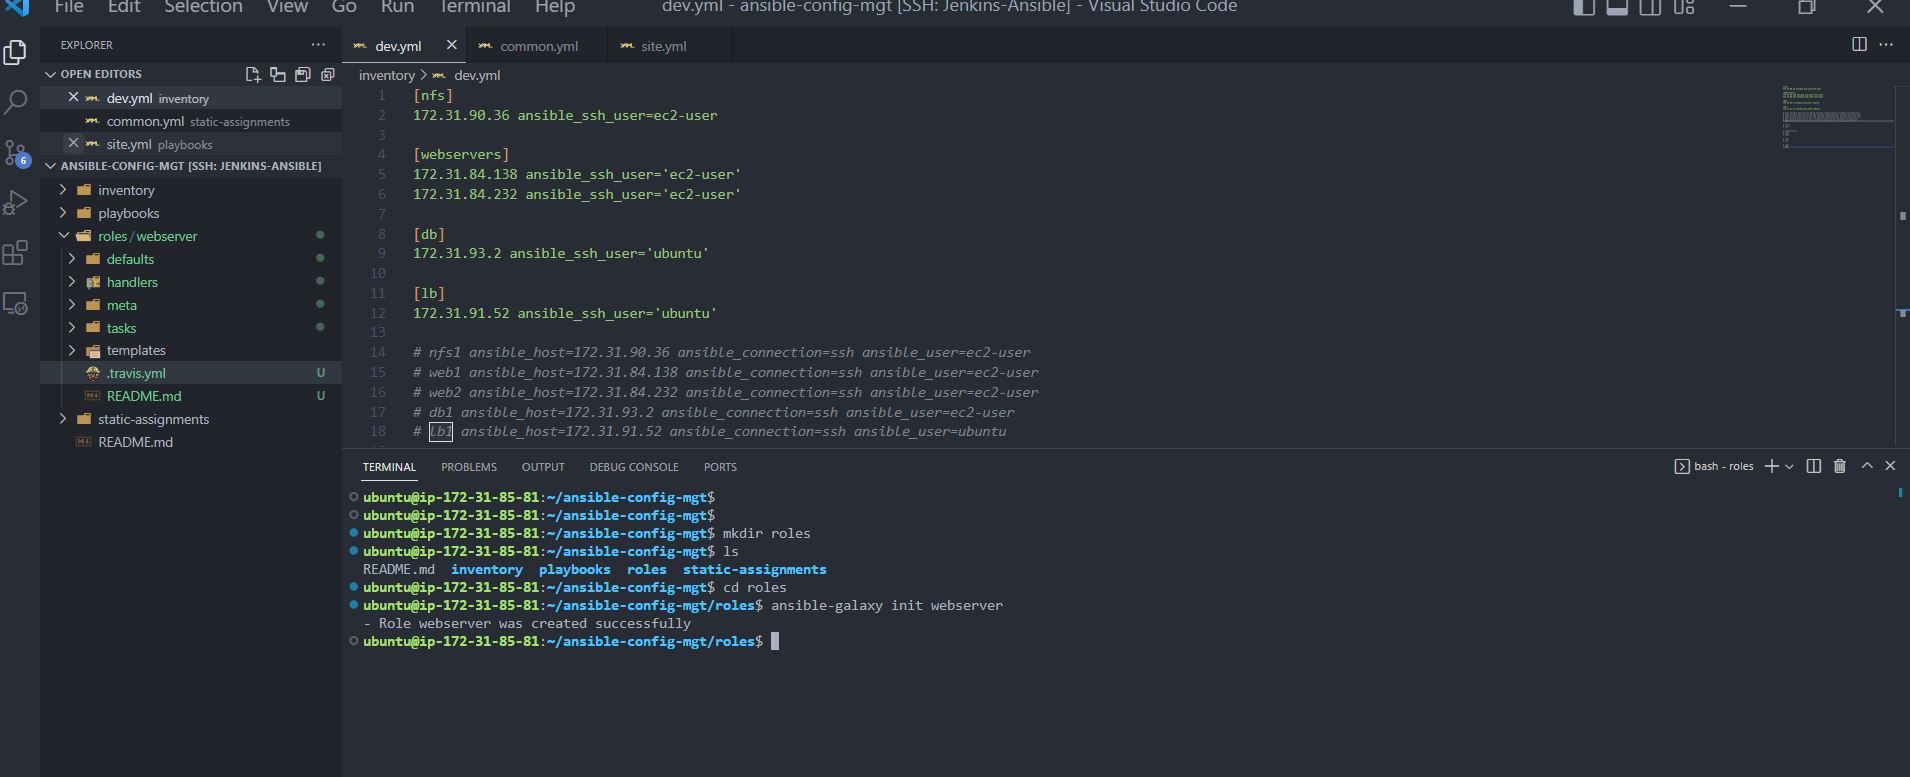 File Edit Selection View Go Run Terminal Help dev.yml - ansible-config-mgt [SSH: Jenkins-Ansible] - Visual Studio Code
EXPLORER
OPEN EDITORS
dev.yml inventory
common.yml static-assignments
site.yml playbooks
ANSIBLE-CONFIG-MGT [SSH: JENKINS-ANSIBLE]
inventory
playbooks
roles/webserver
defaults
handlers
meta
tasks
templates
.travis.yml U
README.md U
static-assignments
README.md
6
dev.yml common.yml site.yml
inventory > dev.yml
1 [nfs]
2 172.31.90.36 ansible_ssh_user=ec2-user
3
4 [webservers]
5 172.31.84.138 ansible_ssh_user='ec2-user'
6 172.31.84.232 ansible_ssh_user='ec2-user'
7
8 [db]
9 172.31.93.2 ansible_ssh_user='ubuntu'
10
11 [lb]
12 172.31.91.52 ansible_ssh_user='ubuntu'
13
14 # nfs1 ansible_host=172.31.90.36 ansible_connection=ssh ansible_user=ec2-user
15 # web1 ansible_host=172.31.84.138 ansible_connection=ssh ansible_user=ec2-user
16 # web2 ansible_host=172.31.84.232 ansible_connection=ssh ansible_user=ec2-user
17 # db1 ansible_host=172.31.93.2 ansible_connection=ssh ansible_user=ec2-user
18 # lb1 ansible_host=172.31.91.52 ansible_connection=ssh ansible_user=ubuntu
TERMINAL PROBLEMS OUTPUT DEBUG CONSOLE PORTS bash - roles
ubuntu@ip-172-31-85-81:~/ansible-config-mgt$
ubuntu@ip-172-31-85-81:~/ansible-config-mgt$
ubuntu@ip-172-31-85-81:~/ansible-config-mgt$ mkdir roles
ubuntu@ip-172-31-85-81:~/ansible-config-mgt$ ls
README.md inventory playbooks roles static-assignments
ubuntu@ip-172-31-85-81:~/ansible-config-mgt$ cd roles
ubuntu@ip-172-31-85-81:~/ansible-config-mgt/roles$ ansible-galaxy init webserver
- Role webserver was created successfully
ubuntu@ip-172-31-85-81:~/ansible-config-mgt/roles$